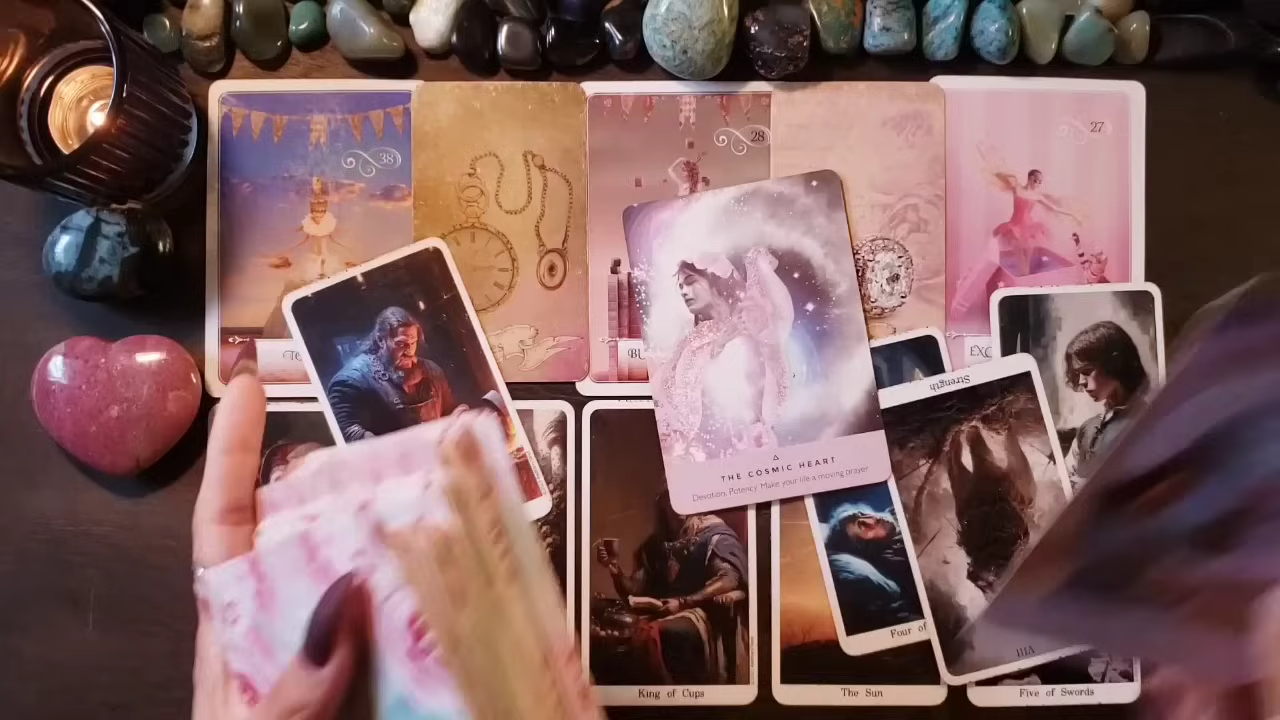 38
28
27
Strength
THE COSMIC HEART
Devotion. Potency. Make your life a moving prayer
Four of
VIII
King of Cups
The Sun
Five of Swords